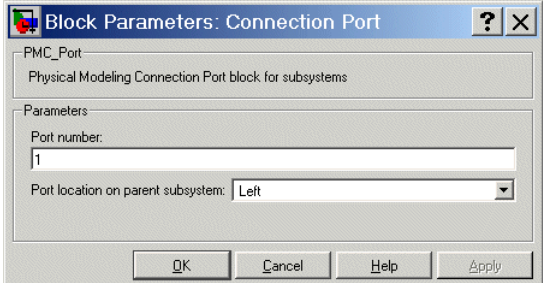 Block Parameters: Connection Port
PMC_Port
Physical Modeling Connection Port block for subsystems
Parameters
Port number:
1
Port location on parent subsystem: Left
OK Cancel Help Apply